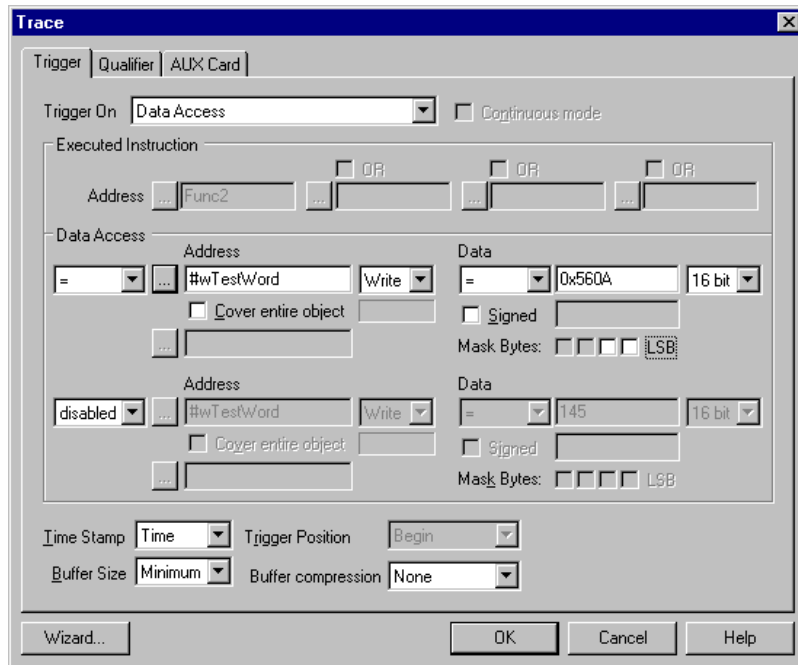 Trace
Trigger Qualifier AUX Card
Trigger On Data Access Continuous mode
Executed Instruction
OR OR OR
Address ... Func2 ... ... ...
Data Access
Address Data
= ... #wTestWord Write = 0x560A 16 bit
Cover entire object Signed
... Mask Bytes: LSB
Address Data
disabled ... #wTestWord Write = 145 16 bit
Cover entire object Signed
... Mask Bytes: LSB
Time Stamp Time Trigger Position Begin
Buffer Size Minimum Buffer compression None
Wizard... OK Cancel Help